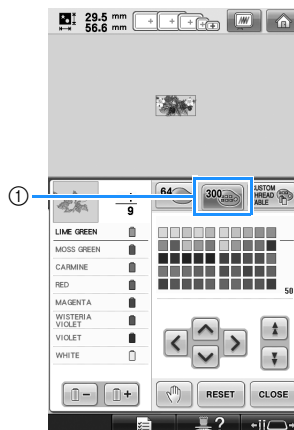 29.5 mm
56.6 mm
①
64
300
CUSTOM
THREAD
TABLE
9
LIME GREEN
MOSS GREEN
CARMINE
RED
MAGENTA
WISTERIA
VIOLET
VIOLET
WHITE
50
RESET
CLOSE